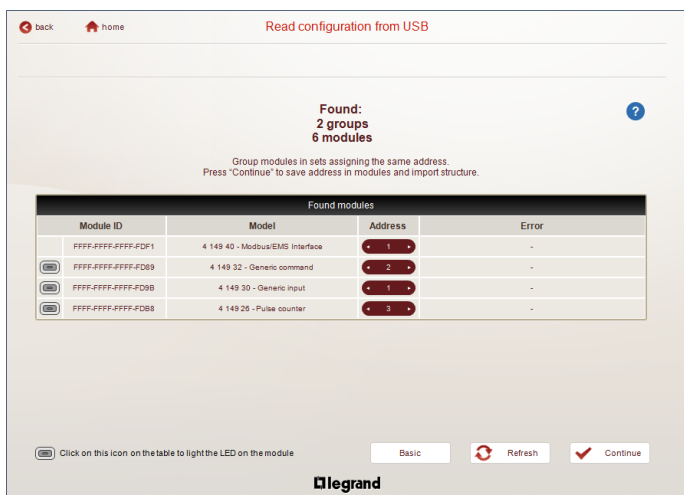 back
home
Read configuration from USB
Found:
2 groups
6 modules
?
Group modules in sets assigning the same address.
Press "Continue" to save address in modules and import structure.
Found modules
Module ID Model Address Error
FFFF-FFFF-FFFF-FDF1 4 149 40 - Modbus/EMS Interface 1 -
FFFF-FFFF-FFFF-FD89 4 149 32 - Generic command 2 -
FFFF-FFFF-FFFF-FD9B 4 149 30 - Generic input 1 -
FFFF-FFFF-FFFF-FDB8 4 149 26 - Pulse counter 3 -
Click on this icon on the table to light the LED on the module
Basic
Refresh
Continue
legrand